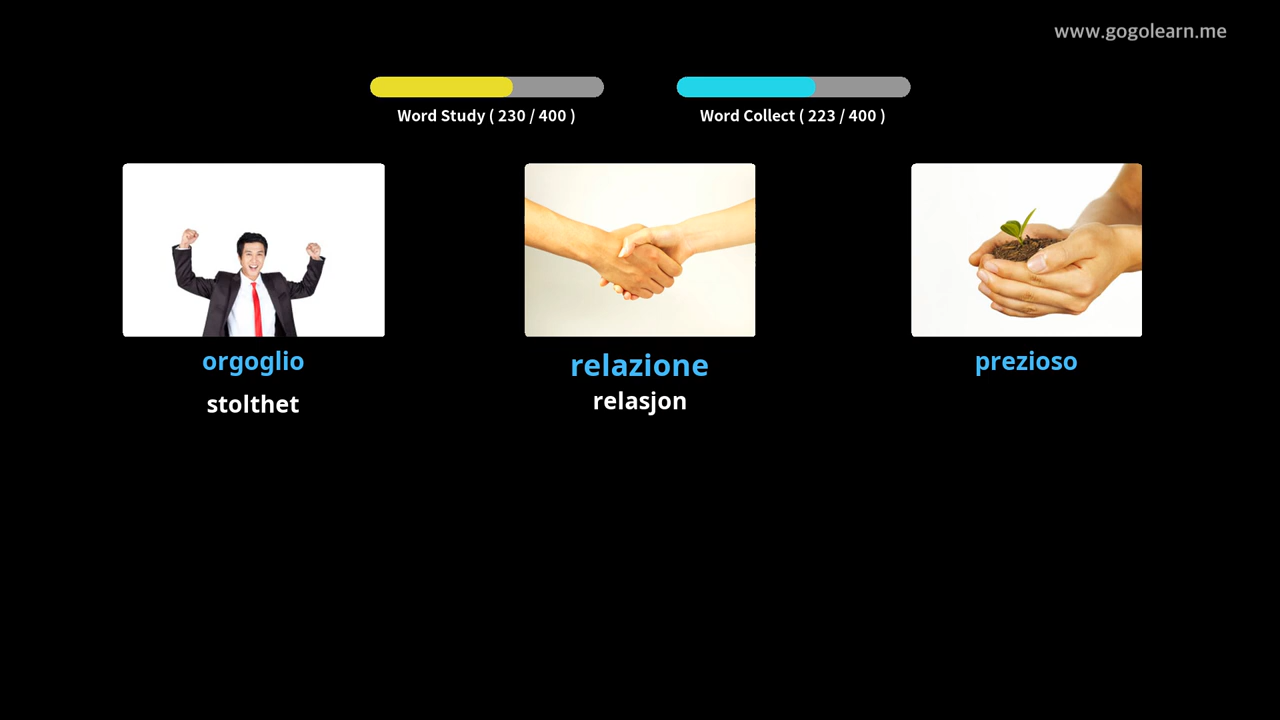 www.gogolearn.me
Word Study ( 230 / 400 )
Word Collect ( 223 / 400 )
orgoglio
relazione
prezioso
stolthet
relasjon